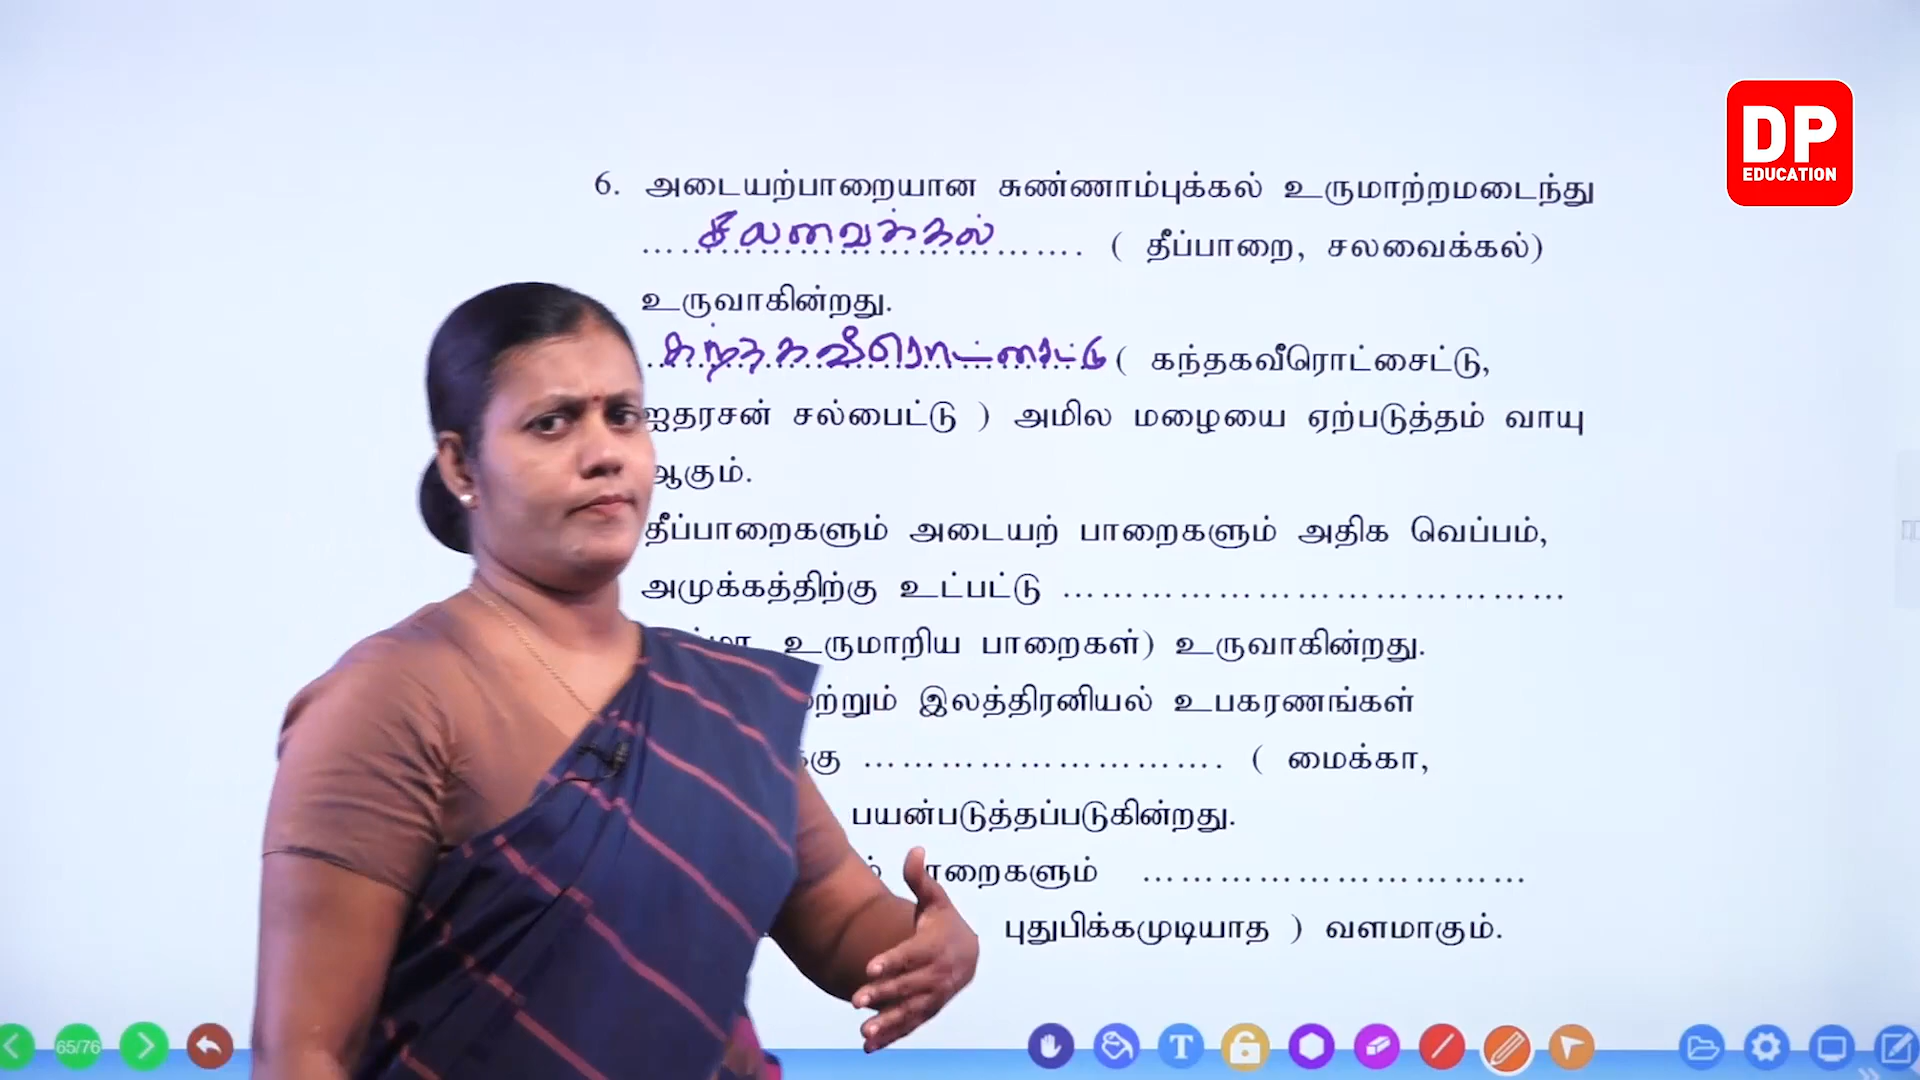 DP
EDUCATION
6. அடையற்பாறையான சுண்ணாம்புக்கல் உருமாற்றமடைந்து
சலவைக்கல்
...................................... ( தீப்பாறை, சலவைக்கல்)
உருவாகின்றது.
கந்தகவீரொட்சைட்டு ( கந்தகவீரொட்சைட்டு,
ஐதரசன் சல்பைட்டு ) அமில மழையை ஏற்படுத்தம் வாயு
ஆகும்.
தீப்பாறைகளும் அடையற் பாறைகளும் அதிக வெப்பம்,
அமுக்கத்திற்கு உட்பட்டு ......................................
உருமாறிய பாறைகள்) உருவாகின்றது.
இலத்திரனியல் உபகரணங்கள்
............................ ( மைக்கா,
பயன்படுத்தப்படுகின்றது.
..............................
புதுபிக்கமுடியாத ) வளமாகும்.
65/76
T